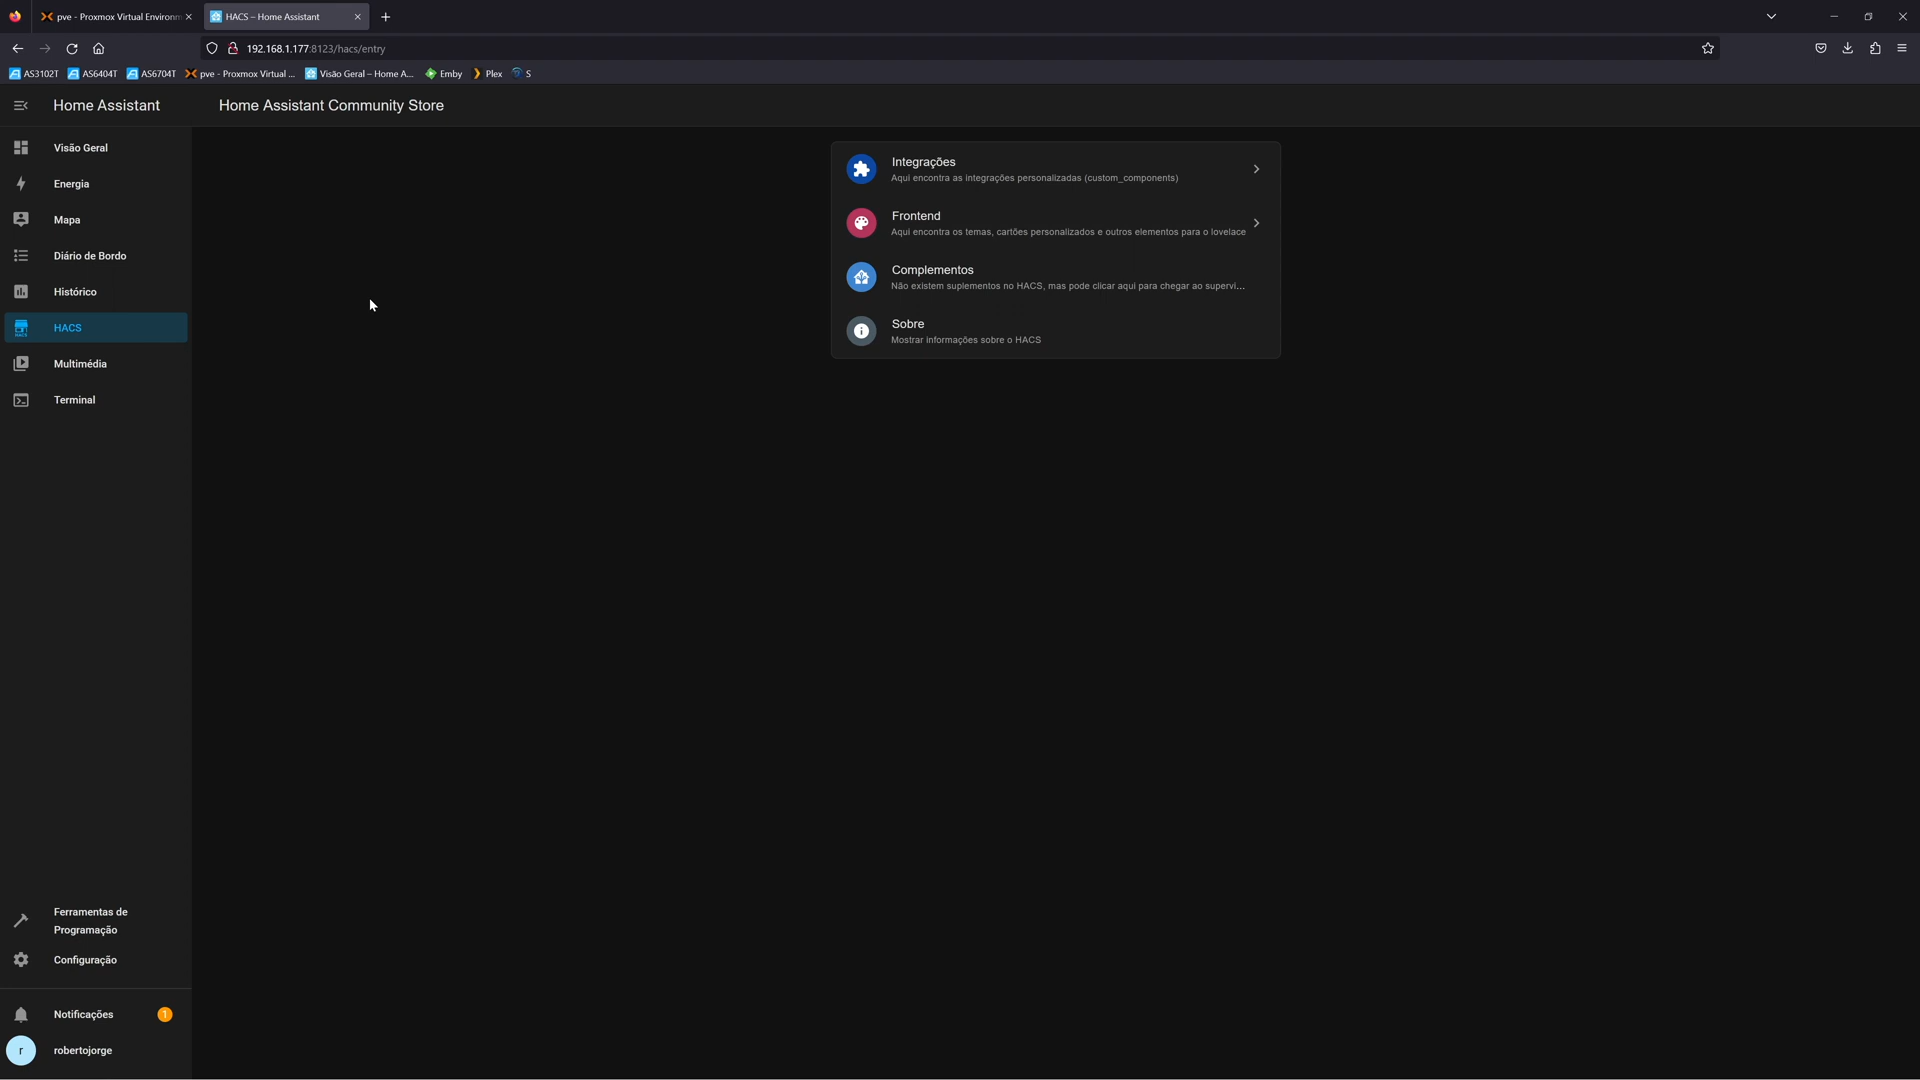 pve - Proxmox Virtual Environm
HACS – Home Assistant
192.168.1.177:8123/hacs/entry
AS3102T
AS6404T
AS6704T
pve - Proxmox Virtual ...
Visão Geral – Home A...
Emby
Plex
S
Home Assistant
Home Assistant Community Store
Visão Geral
Energia
Mapa
Diário de Bordo
Histórico
HACS
Multimédia
Terminal
Integrações
Aqui encontra as integrações personalizadas (custom_components)
Frontend
Aqui encontra os temas, cartões personalizados e outros elementos para o lovelace
Complementos
Não existem suplementos no HACS, mas pode clicar aqui para chegar ao supervi...
Sobre
Mostrar informações sobre o HACS
Ferramentas de
Programação
Configuração
Notificações
1
r
robertojorge